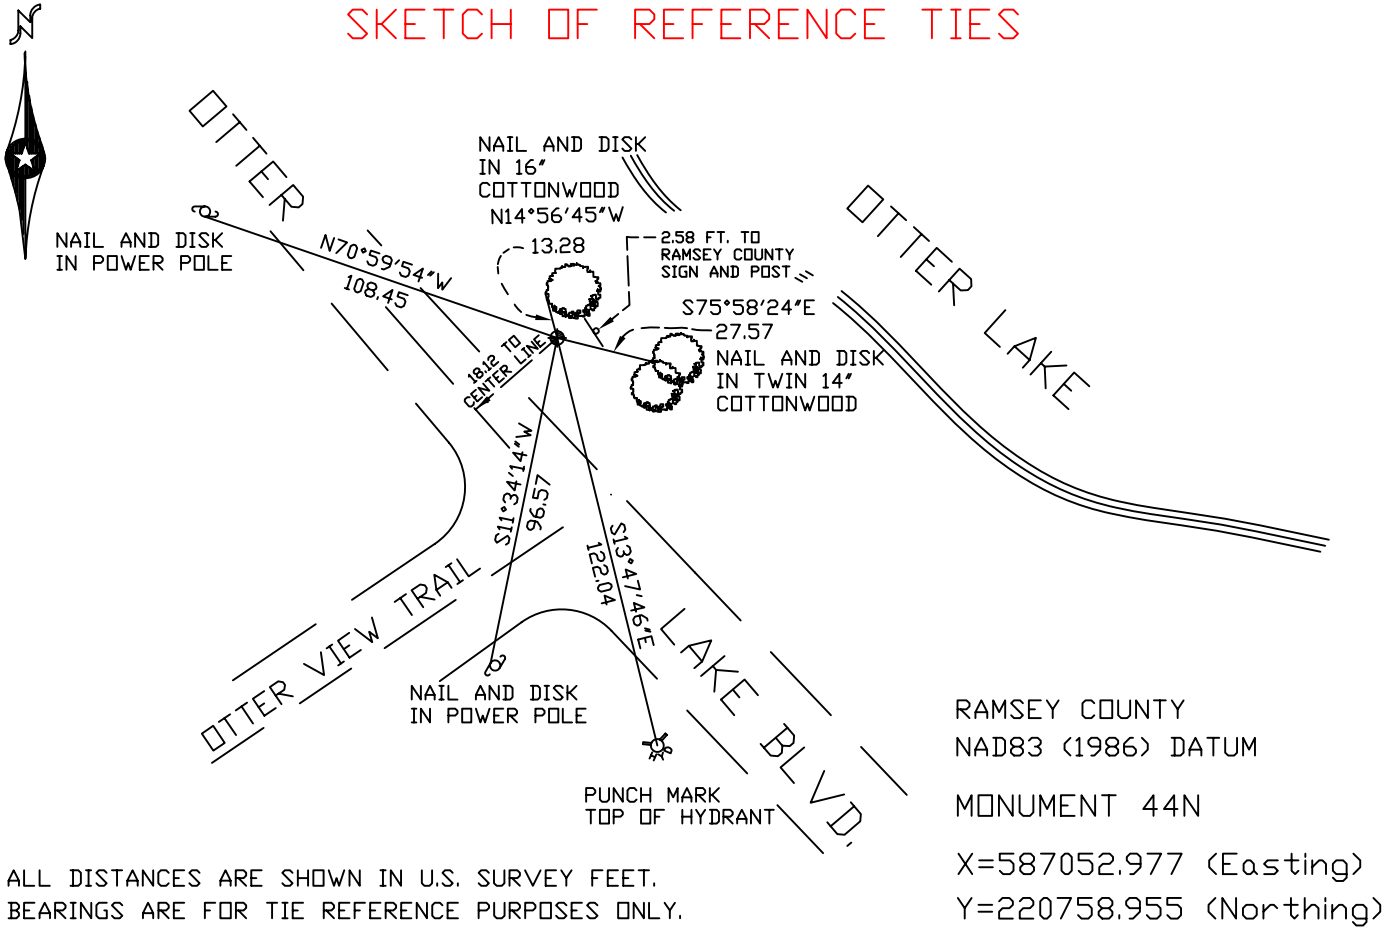 SKETCH OF REFERENCE TIES
N
OTTER
NAIL AND DISK
IN 16"
COTTONWOOD
N14°56'45"W
13.28
2.58 FT. TO
RAMSEY COUNTY
SIGN AND POST
OTTER LAKE
NAIL AND DISK
IN POWER POLE
N70°59'54"W
108.45
S75°58'24"E
27.57
NAIL AND DISK
IN TWIN 14"
COTTONWOOD
18.12 TO
CENTER LINE
S11°34'14"W
96.57
S13°47'46"E
122.04
OTTER VIEW TRAIL
LAKE BLVD.
NAIL AND DISK
IN POWER POLE
PUNCH MARK
TOP OF HYDRANT
RAMSEY COUNTY
NAD83 (1986) DATUM
MONUMENT 44N
X=587052.977 (Easting)
Y=220758.955 (Northing)
ALL DISTANCES ARE SHOWN IN U.S. SURVEY FEET.
BEARINGS ARE FOR TIE REFERENCE PURPOSES ONLY.